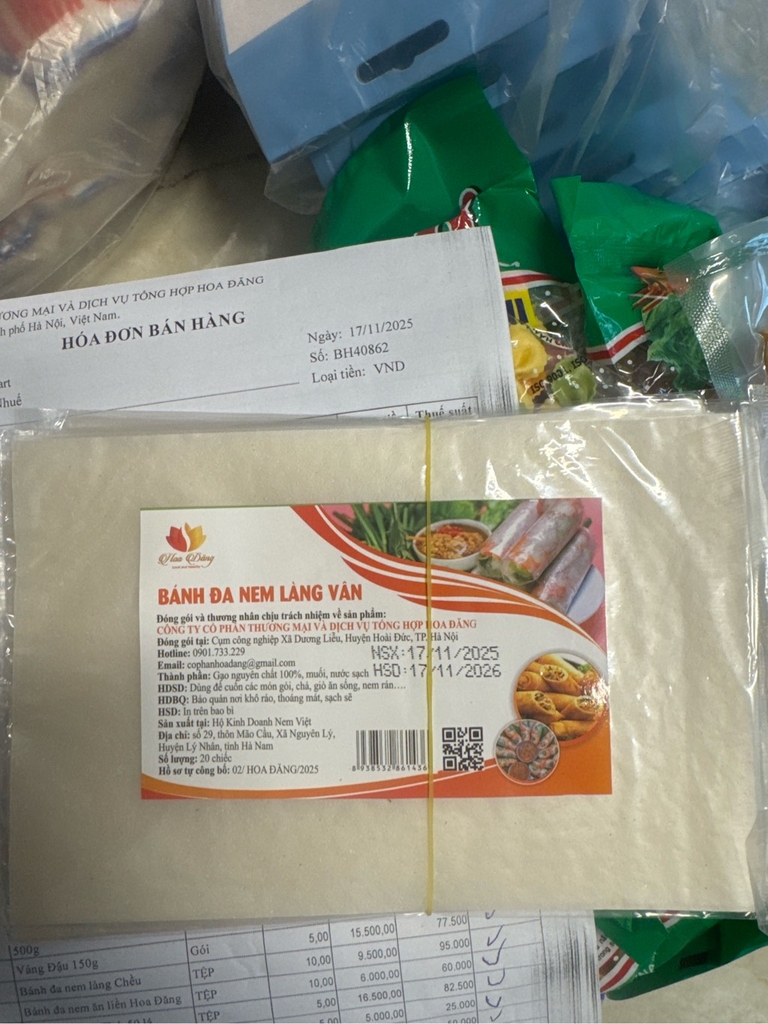 ƯƠNG MẠI VÀ DỊCH VỤ TỔNG HỢP HOA ĐĂNG
h phố Hà Nội, Việt Nam.
HÓA ĐƠN BÁN HÀNG
Ngày: 17/11/2025
Số: BH40862
Loại tiền: VND
art
Nhuế
Thuế suất
ISO 9001
Hoa Đăng
BÁNH ĐA NEM LÀNG VÂN
Đóng gói và thương nhân chịu trách nhiệm về sản phẩm:
CÔNG TY CỔ PHẦN THƯƠNG MẠI VÀ DỊCH VỤ TỔNG HỢP HOA ĐĂNG
Đóng gói tại: Cụm công nghiệp Xã Dương Liễu, Huyện Hoài Đức, TP Hà Nội
Hotline: 0901.733.229
NSX: 17/11/2025
Email: cophanhoadang@gmail.com
Thành phần: Gạo nguyên chất 100%, muối, nước sạch
HSD: 17/11/2026
HDSD: Dùng để cuốn các món gỏi, chả, giò ăn sống, nem rán....
HDBQ: Bảo quản nơi khô ráo, thoáng mát, sạch sẽ
HSD: In trên bao bì
Sản xuất tại: Hộ Kinh Doanh Nem Việt
Địa chỉ: số 29, thôn Mão Cầu, Xã Nguyên Lý,
Huyện Lý Nhân, tỉnh Hà Nam
Số lượng: 20 chiếc
Hồ sơ tự công bố: 02/ HOA ĐĂNG/2025
8 938532 861436
500g Gói 5,00 15.500,00 77.500
Vàng Đậu 150g TỆP 10,00 9.500,00 95.000
Bánh đa nem làng Chều TỆP 10,00 6.000,00 60.000
Bánh đa nem ăn liền Hoa Đăng TỆP 5,00 16.500,00 82.500
5,00 5.000,00 25.000